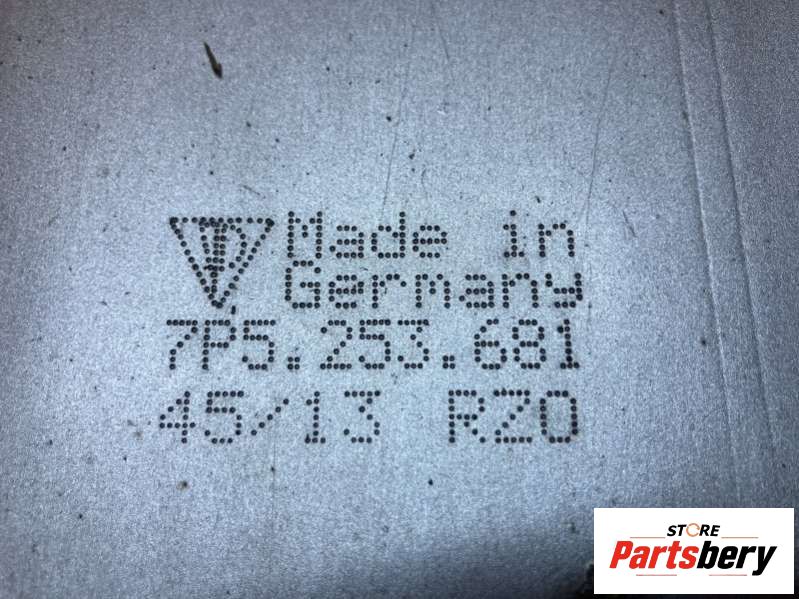 Made in
Germany
7P5.253.681
45/13 RZ0
STORE
Partsbery